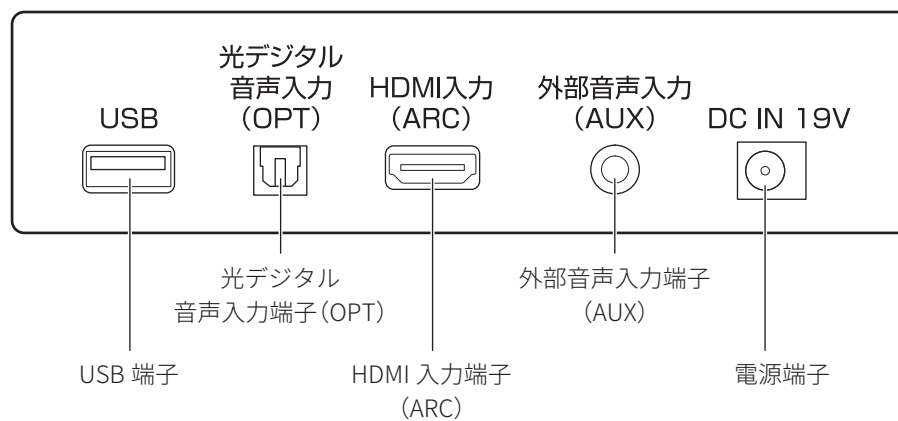 USB
光デジタル
音声入力
(OPT)
HDMI入力
(ARC)
外部音声入力
(AUX)
DC IN 19V
光デジタル
音声入力端子(OPT)
外部音声入力端子
(AUX)
USB 端子
HDMI 入力端子
(ARC)
電源端子